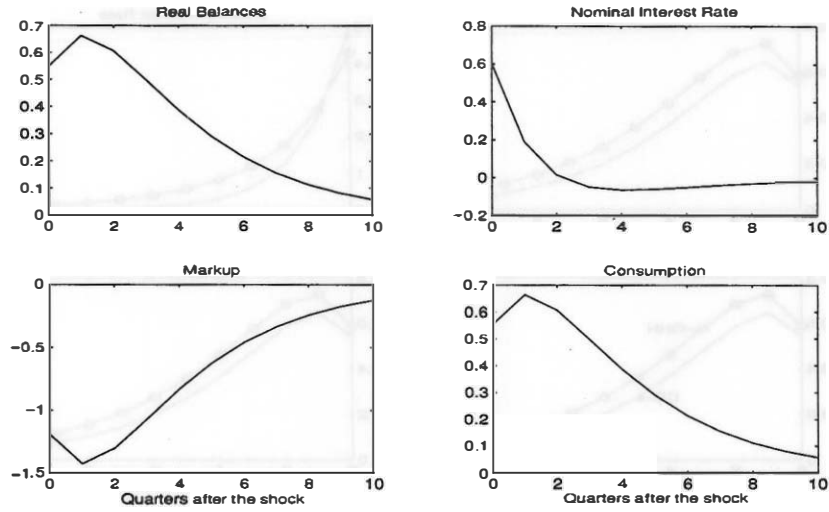 Real Balances
0.7
0.6
0.5
0.4
0.3
0.2
0.1
0
0 2 4 6 8 10
Nominal Interest Rate
0.8
0.6
0.4
0.2
0
-0.2
0 2 4 6 8 10
Markup
0
-0.5
-1
-1.5
0 2 4 6 8 10
Quarters after the shock
Consumption
0.7
0.6
0.5
0.4
0.3
0.2
0.1
0
0 2 4 6 8 10
Quarters after the shock